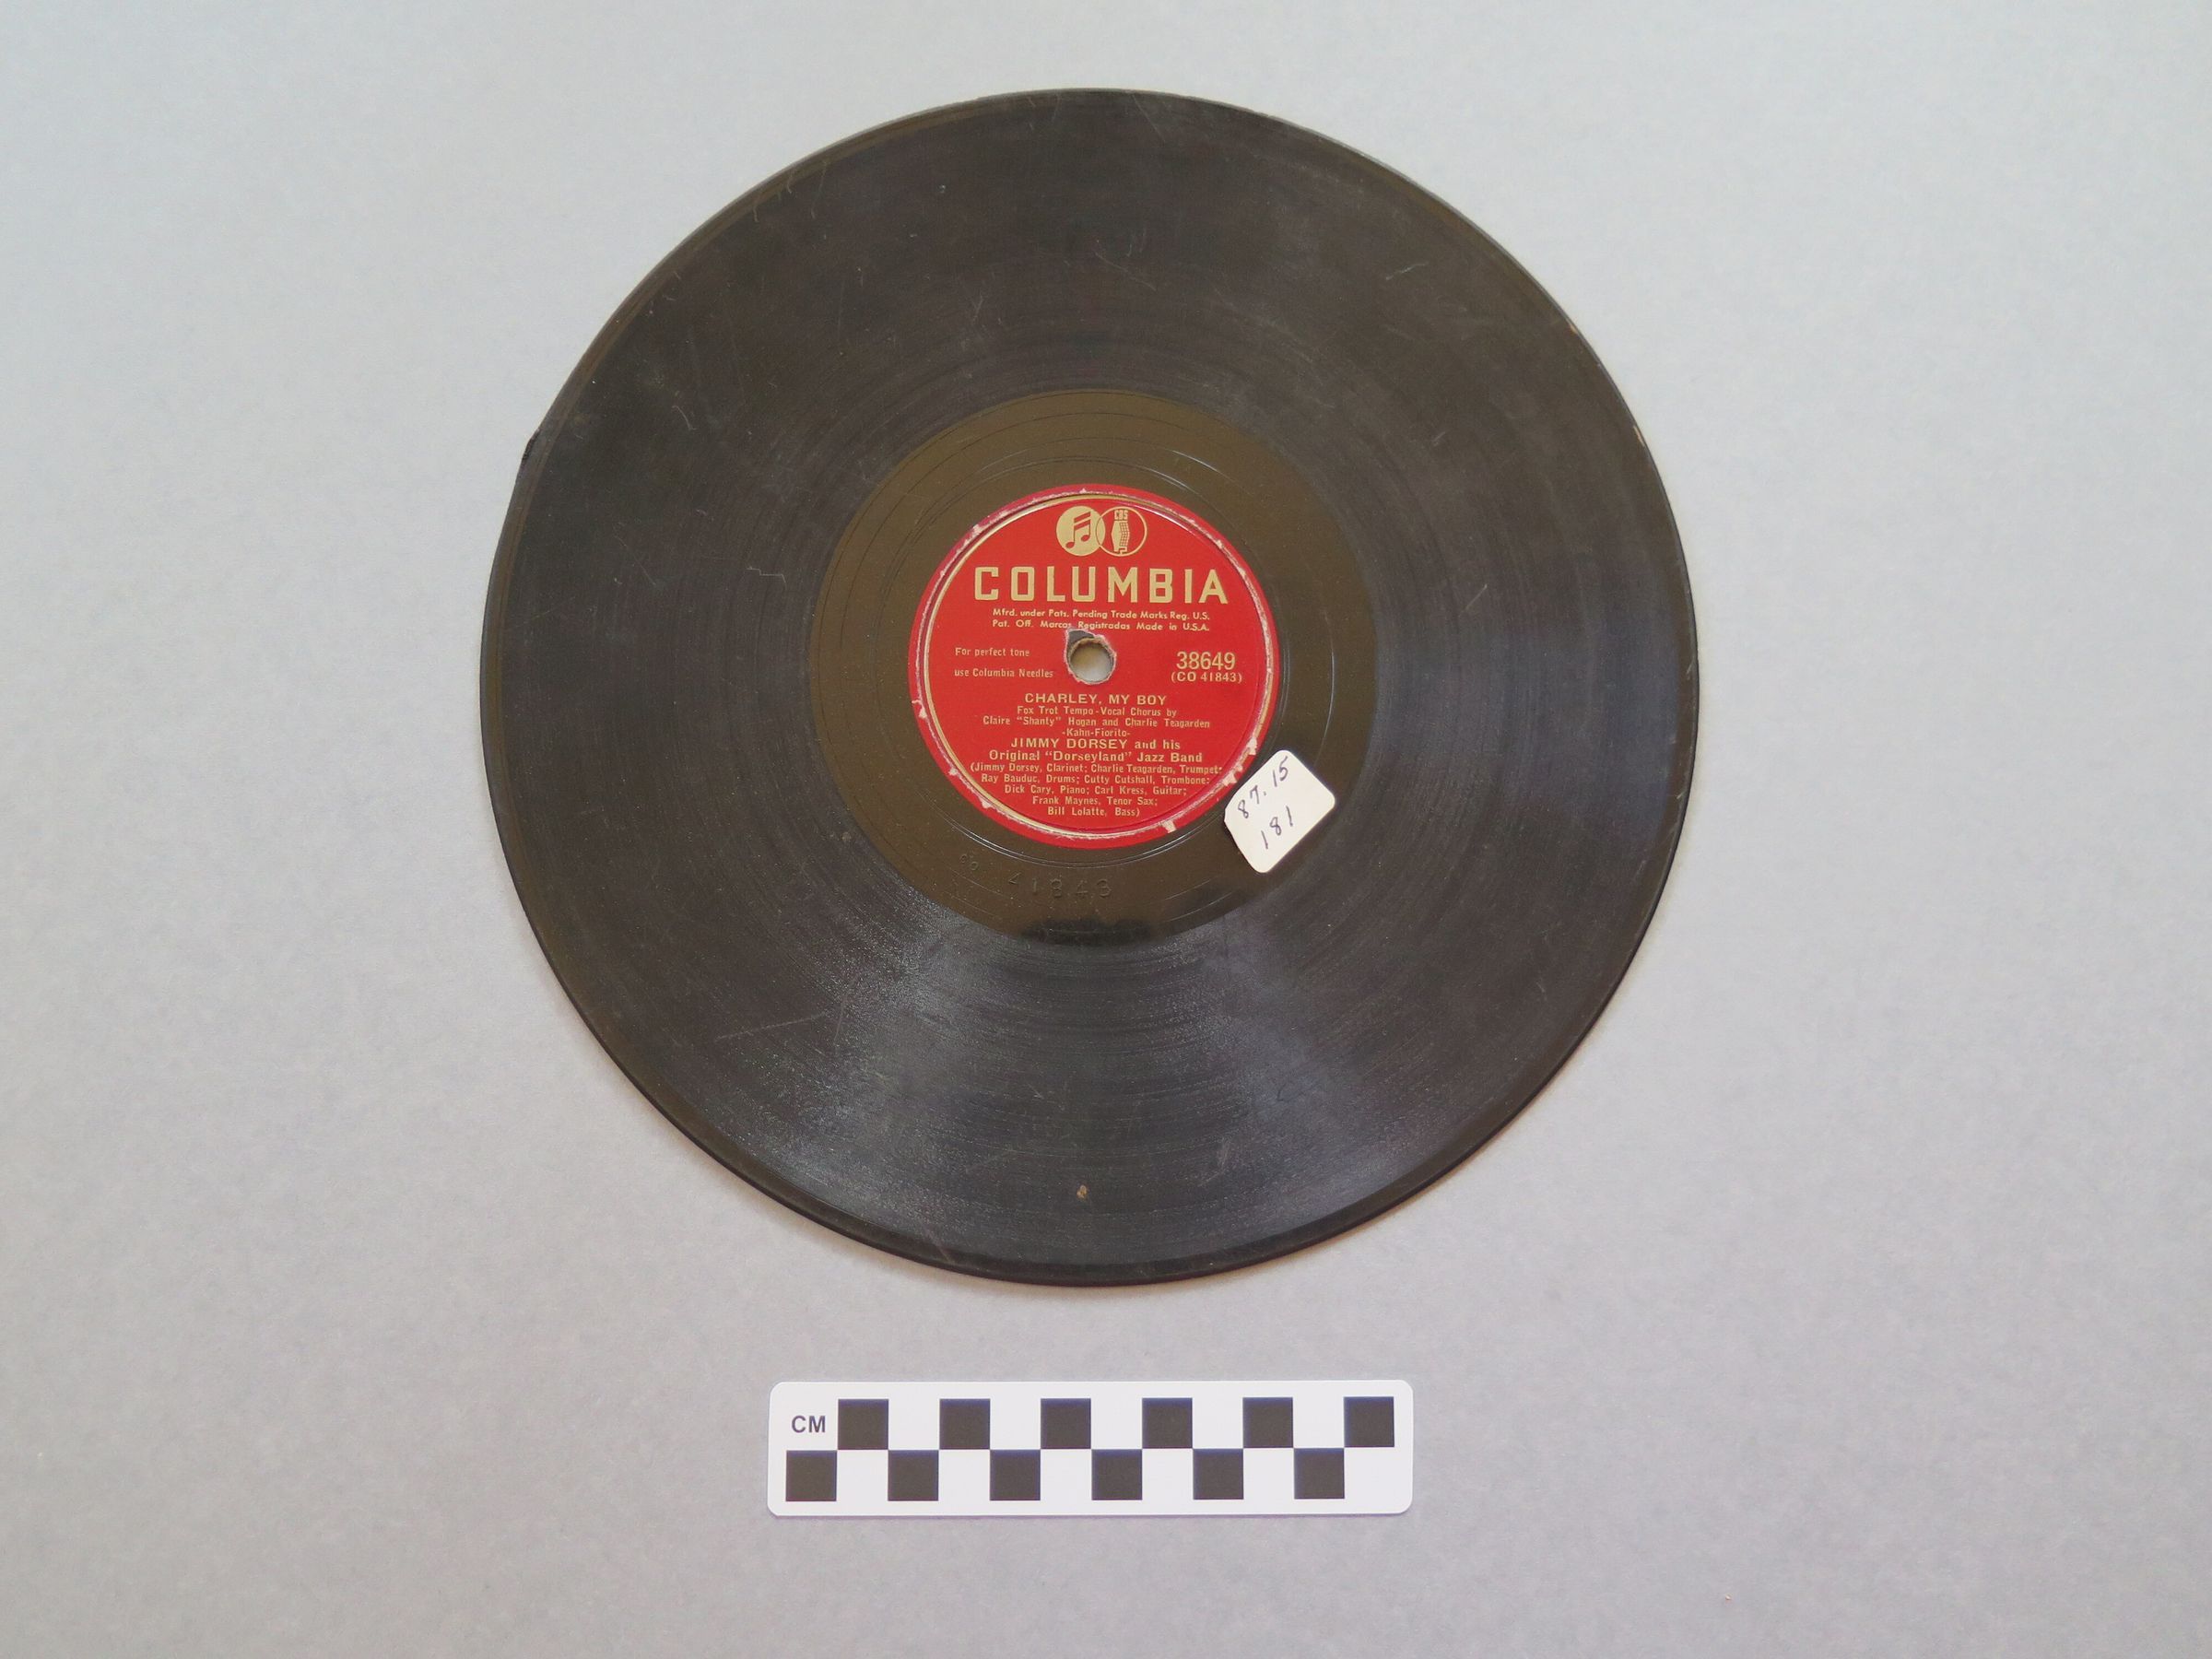 CBS
COLUMBIA
Mfrd. under Pats. Pending Trade Marks Reg. U.S.
Pat. Off. Marcas Registradas Made in U.S.A.
For perfect tone
use Columbia Needles
38649
(CO 41843)
CHARLEY, MY BOY
Fox Trot Tempo-Vocal Chorus by
Claire "Shanty" Hogan and Charlie Teagarden
-Kahn-Fiorito-
JIMMY DORSEY and his
Original "Dorseyland" Jazz Band
(Jimmy Dorsey, Clarinet; Charlie Teagarden, Trumpet;
Ray Bauduc, Drums; Cutty Cutshall, Trombone;
Dick Cary, Piano; Carl Kress, Guitar;
Frank Maynes, Tenor Sax;
Bill Lolatte, Bass)
87.15
181
41843
CM